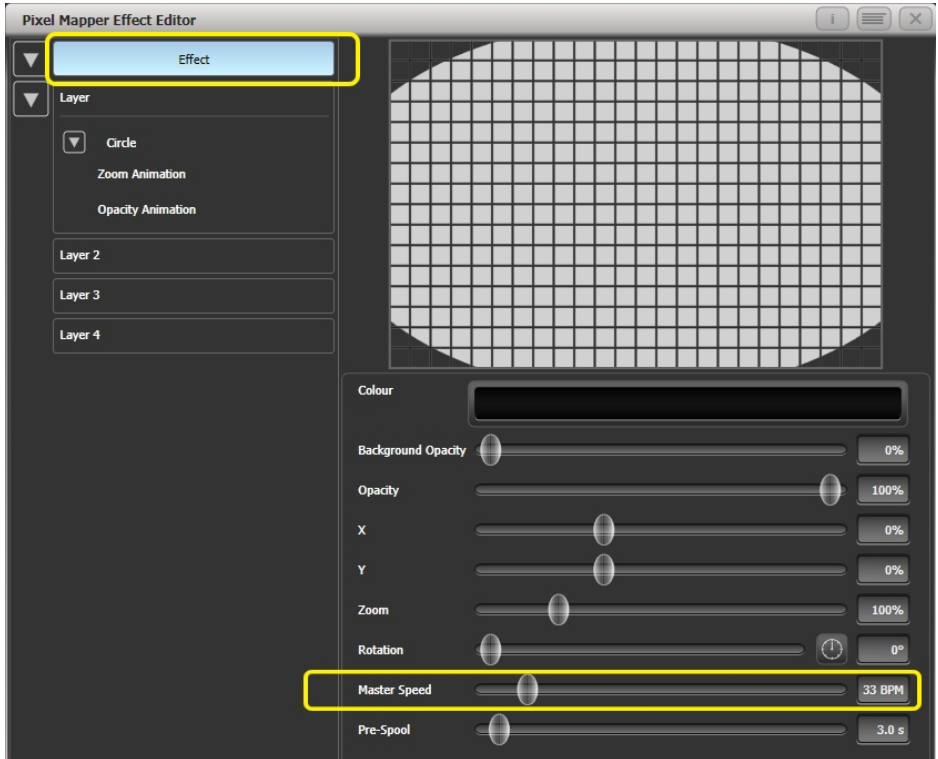 Pixel Mapper Effect Editor
i
Effect
Layer
Circle
Zoom Animation
Opacity Animation
Layer 2
Layer 3
Layer 4
Colour
Background Opacity 0%
Opacity 100%
X 0%
Y 0%
Zoom 100%
Rotation 0°
Master Speed 33 BPM
Pre-Spool 3.0 s